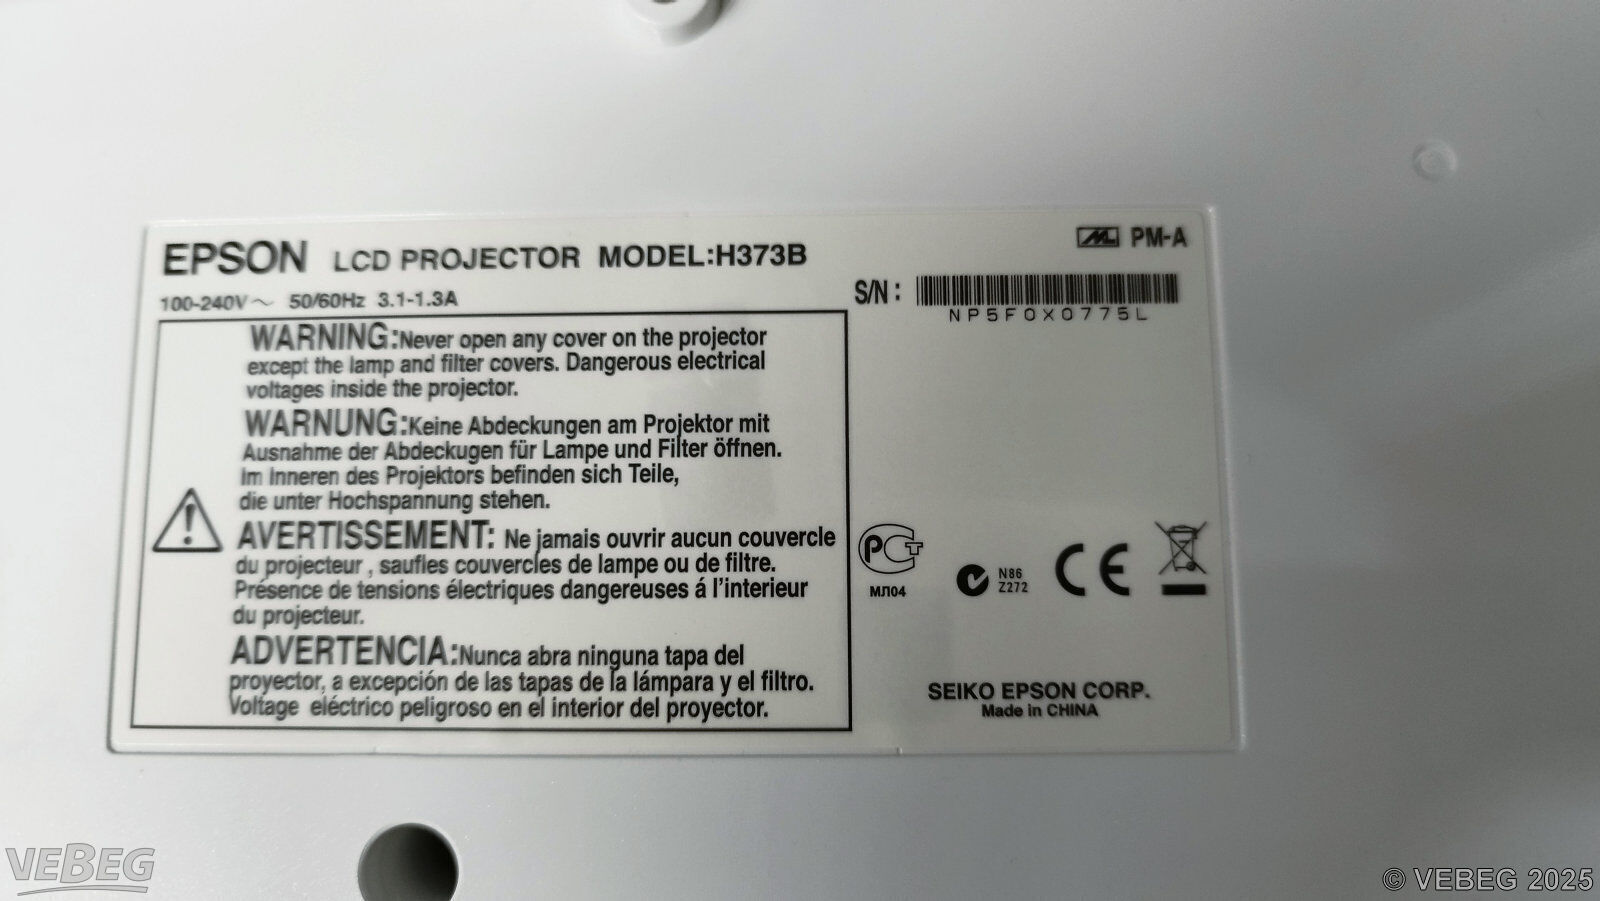 EPSON LCD PROJECTOR MODEL:H373B
PM-A
100-240V~ 50/60Hz 3.1-1.3A
S/N:
NP5F0X0775L
WARNING:Never open any cover on the projector
except the lamp and filter covers. Dangerous electrical
voltages inside the projector.
WARNUNG:Keine Abdeckungen am Projektor mit
Ausnahme der Abdeckugen für Lampe und Filter öffnen.
Im Inneren des Projektors befinden sich Teile,
die unter Hochspannung stehen.
AVERTISSEMENT: Ne jamais ouvrir aucun couvercle
du projecteur , saufles couvercles de lampe ou de filtre.
Présence de tensions électriques dangereuses á l'interieur
du projecteur.
ADVERTENCIA:Nunca abra ninguna tapa del
proyector, a excepción de las tapas de la lámpara y el filtro.
Voltage eléctrico peligroso en el interior del proyector.
МЛ04
N86
Z272
CE
SEIKO EPSON CORP.
Made in CHINA
VEBEG
© VEBEG 2025